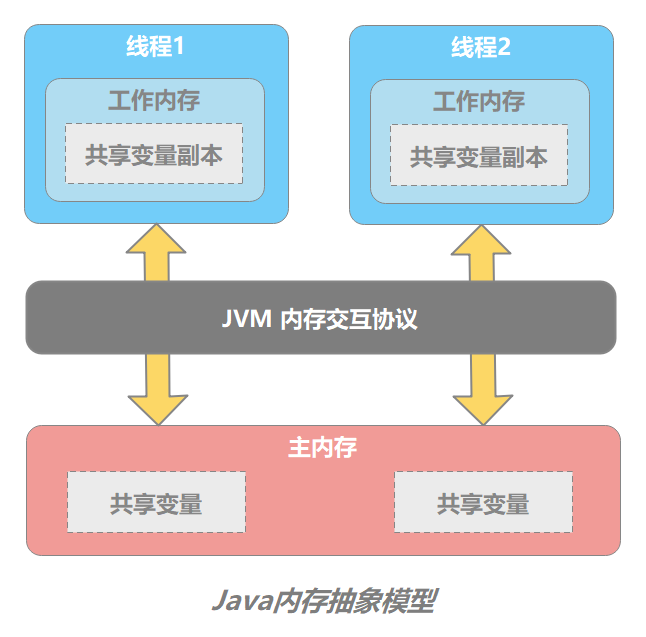 线程1
线程2
工作内存
工作内存
共享变量副本
共享变量副本
JVM 内存交互协议
主内存
共享变量
共享变量
Java内存抽象模型